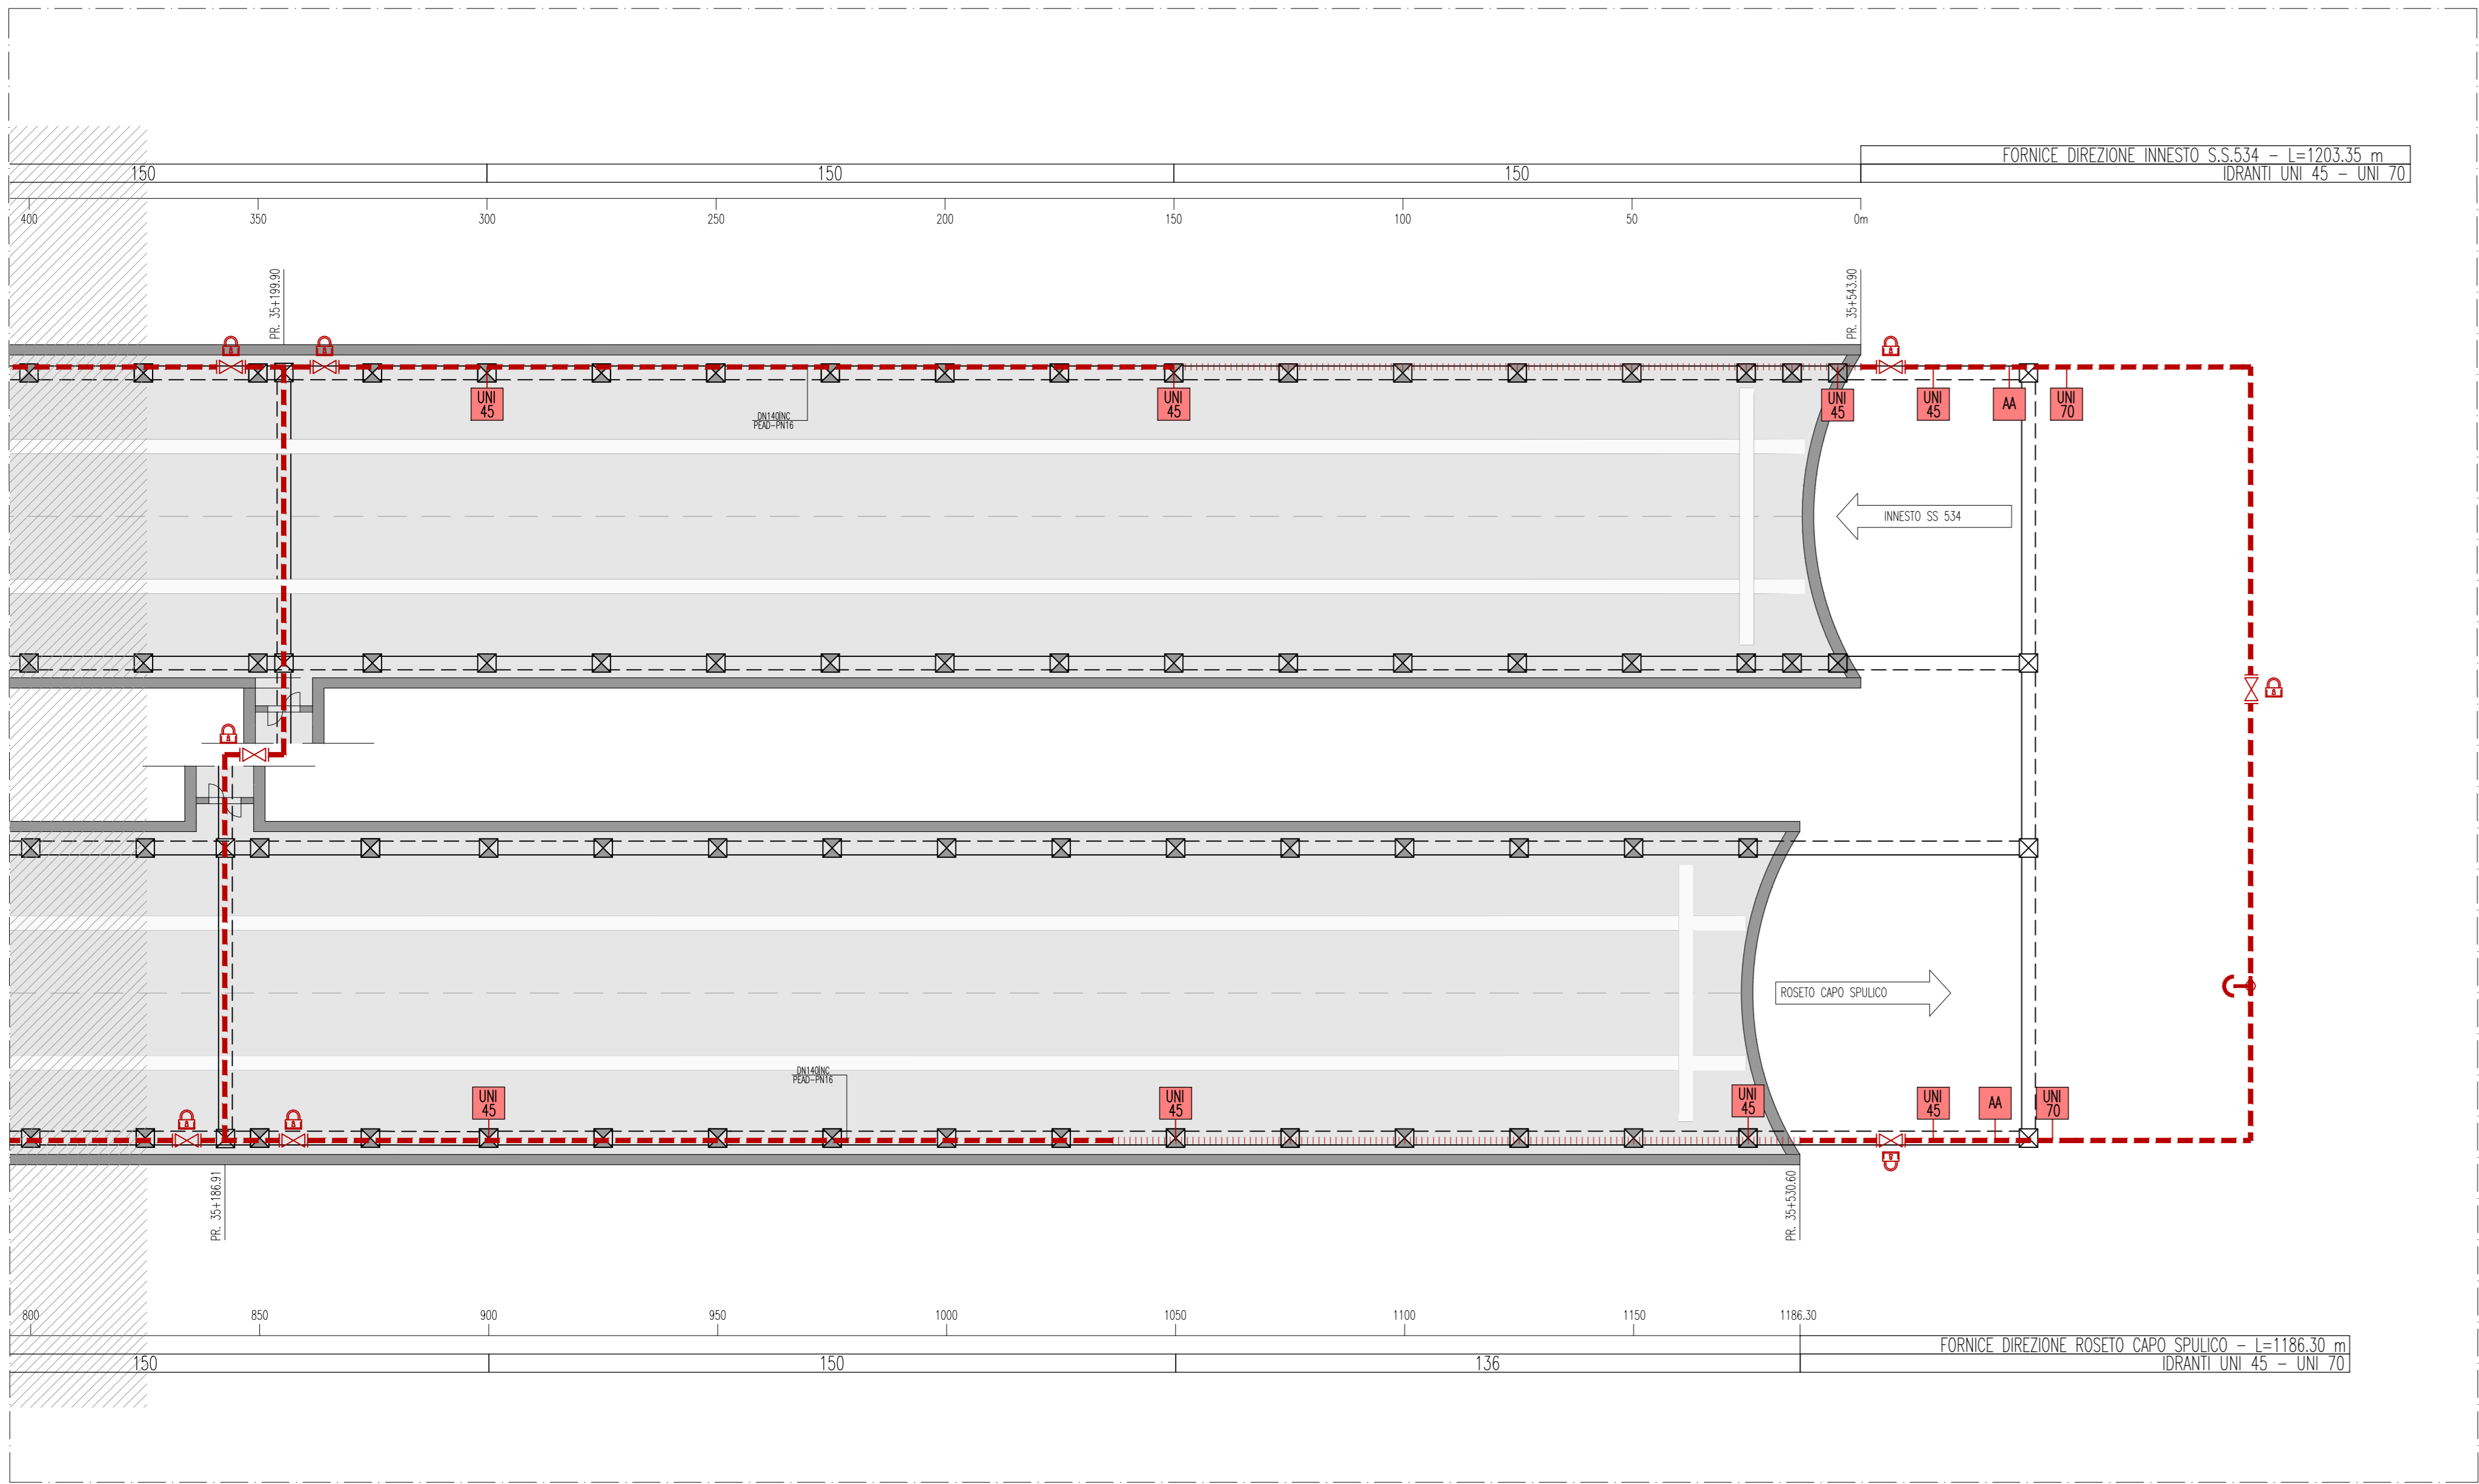 FORNICE DIREZIONE INNESTO S.S.534 – L=1203.35 m
150 150 150 IDRANTI UNI 45 – UNI 70
400 350 300 250 200 150 100 50 0m
PR. 35+199.90
PR. 35+543.90
UNI 45
UNI 45
UNI 45
UNI 45
AA
UNI 70
DN140INC
PEAD-PN16
INNESTO SS 534
ROSETO CAPO SPULICO
DN140INC
PEAD-PN16
UNI 45
UNI 45
UNI 45
UNI 45
AA
UNI 70
PR. 35+186.91
PR. 35+530.60
800 850 900 950 1000 1050 1100 1150 1186.30
FORNICE DIREZIONE ROSETO CAPO SPULICO – L=1186.30 m
150 150 136 IDRANTI UNI 45 – UNI 70